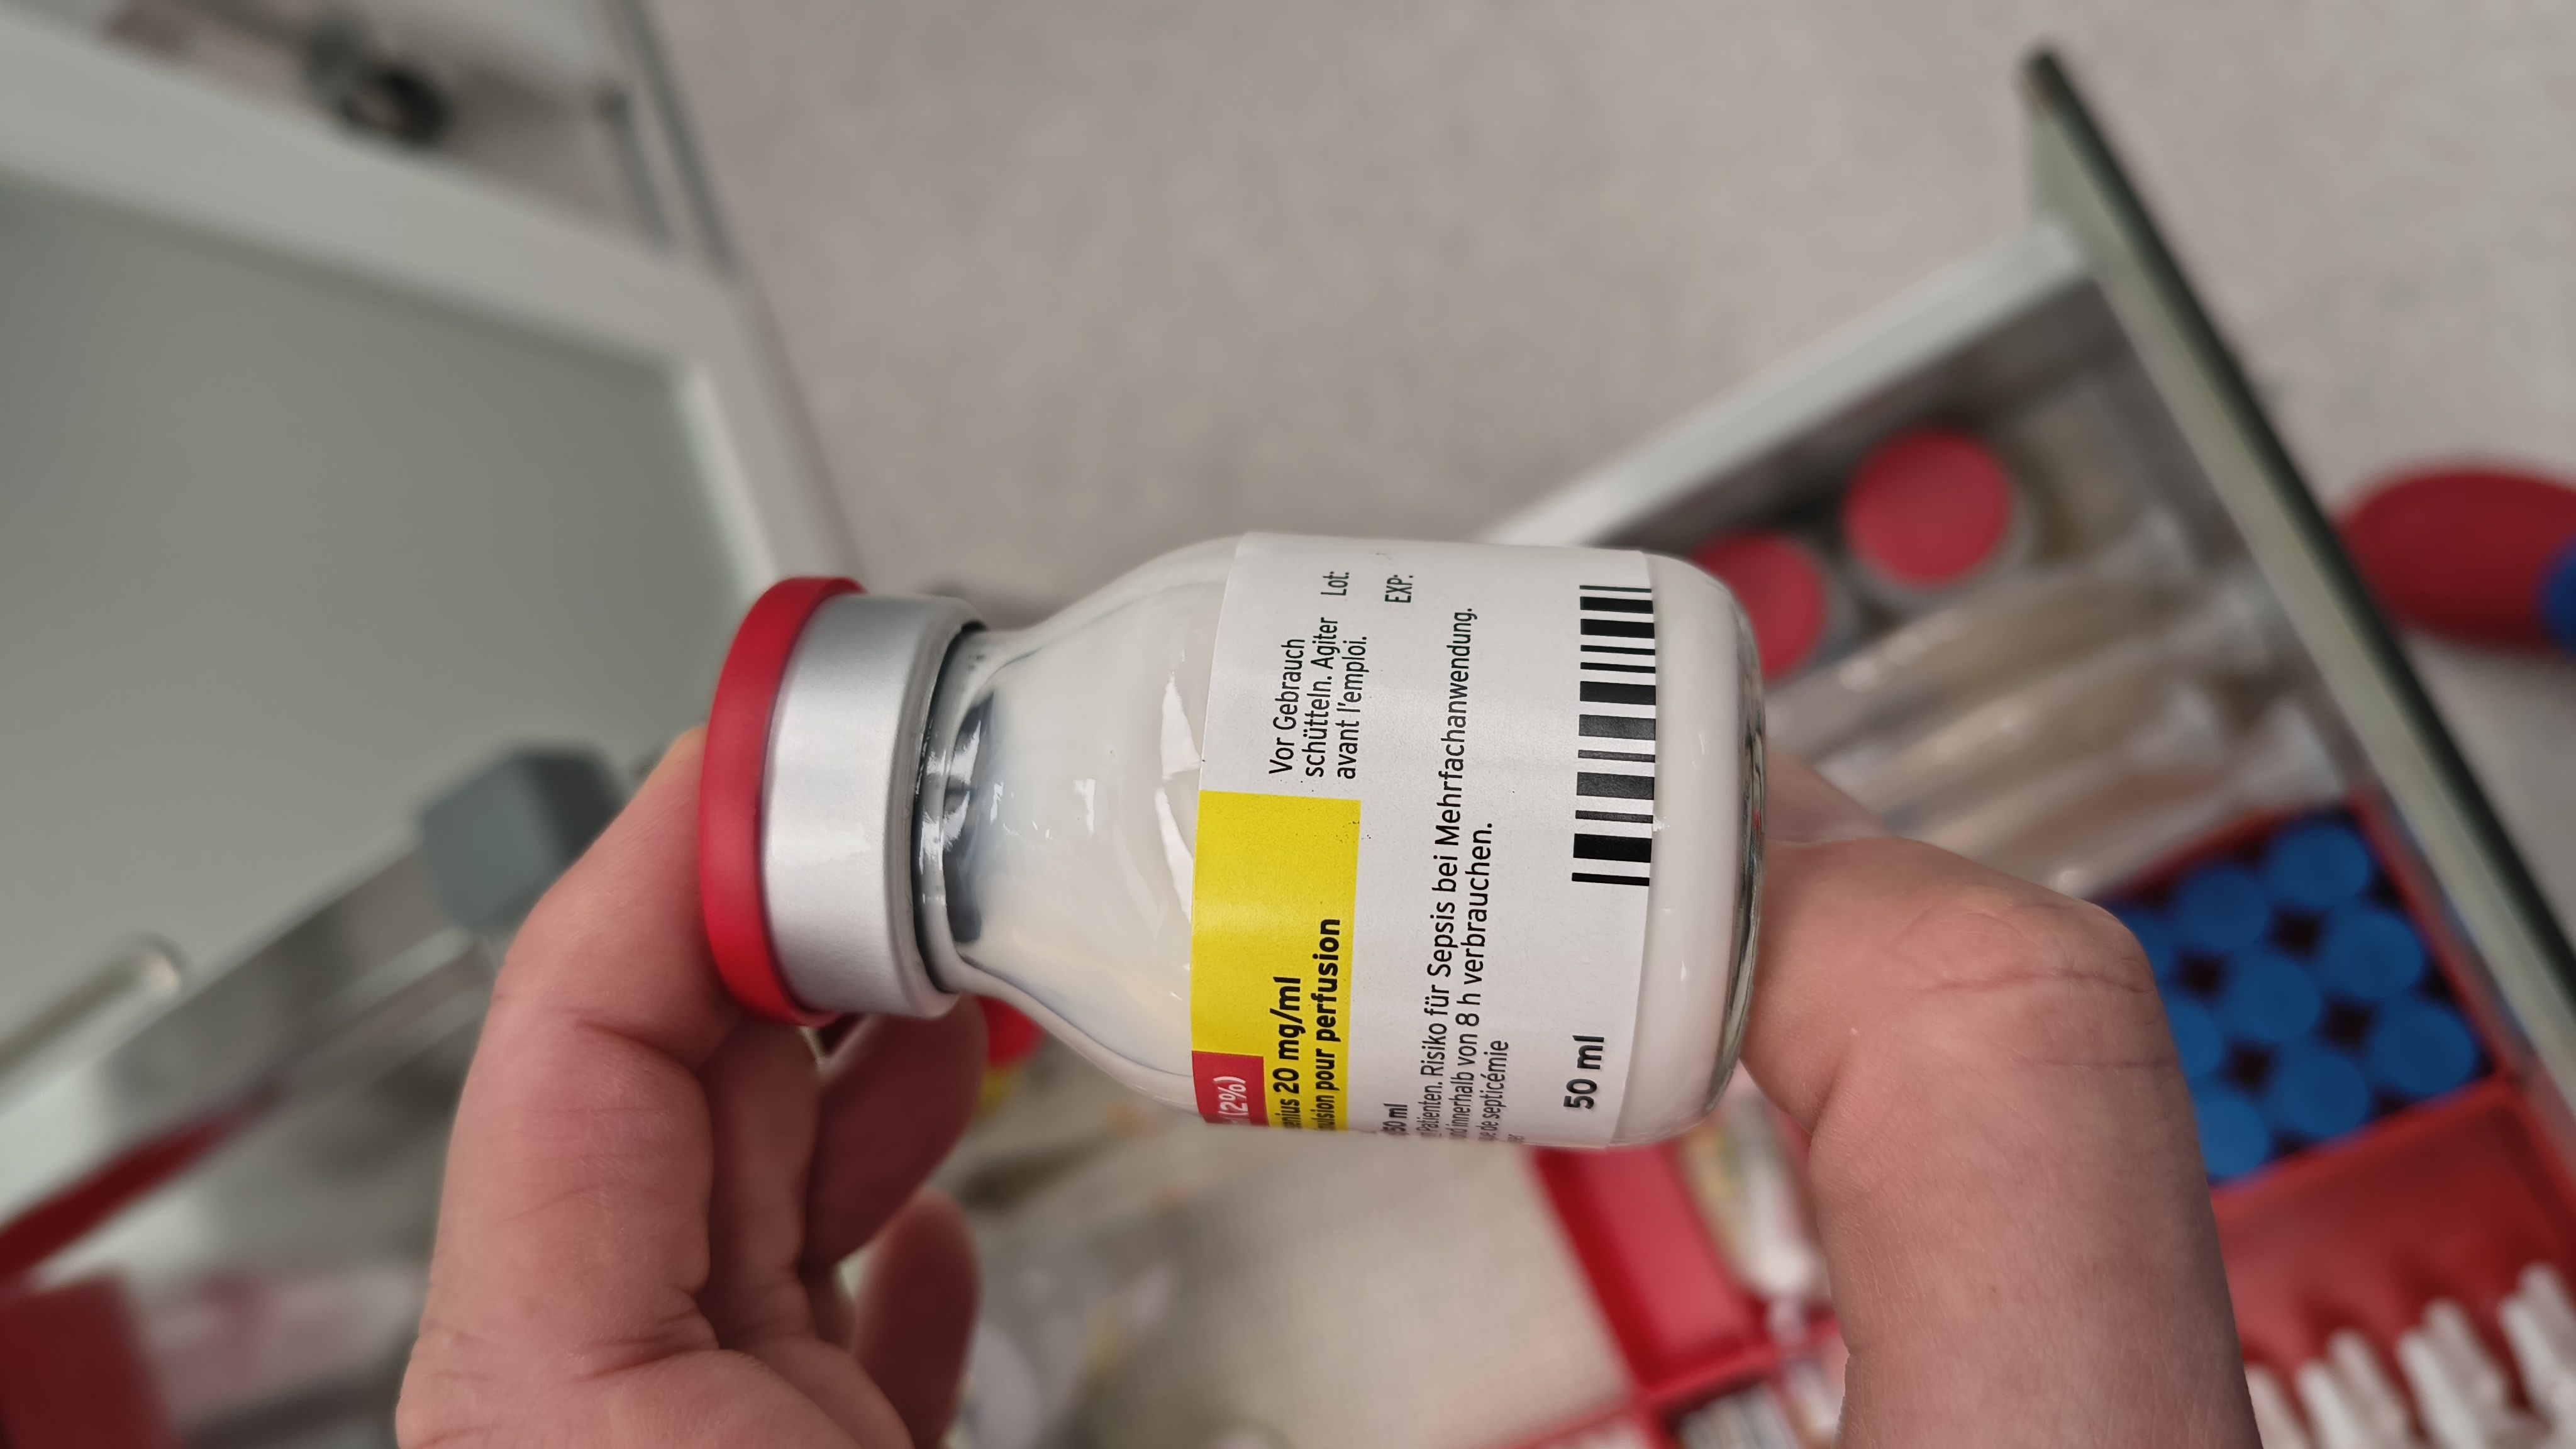 (2%)
20 mg/ml
pour perfusion
50 ml
Patienten. Risiko für Sepsis bei Mehrfachanwendung.
innerhalb von 8 h verbrauchen.
de septicémie
50 ml
Vor Gebrauch
schütteln. Agiter
avant l'emploi.
Lot:
EXP: